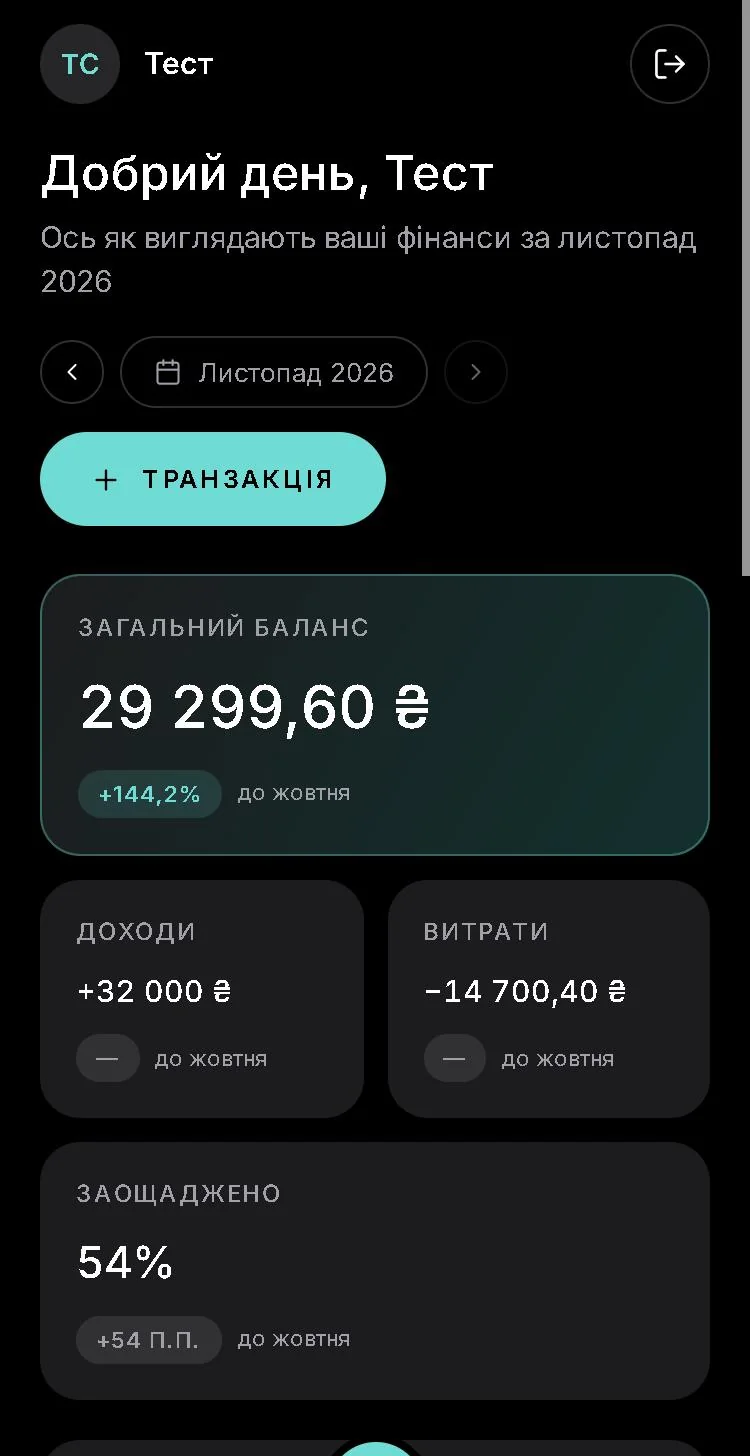 ТС Тест
Добрий день, Тест
Ось як виглядають ваші фінанси за листопад
2026
Листопад 2026
+ ТРАНЗАКЦІЯ
ЗАГАЛЬНИЙ БАЛАНС
29 299,60 ₴
+144,2% до жовтня
ДОХОДИ
+32 000 ₴
— до жовтня
ВИТРАТИ
−14 700,40 ₴
— до жовтня
ЗАОЩАДЖЕНО
54%
+54 П.П. до жовтня